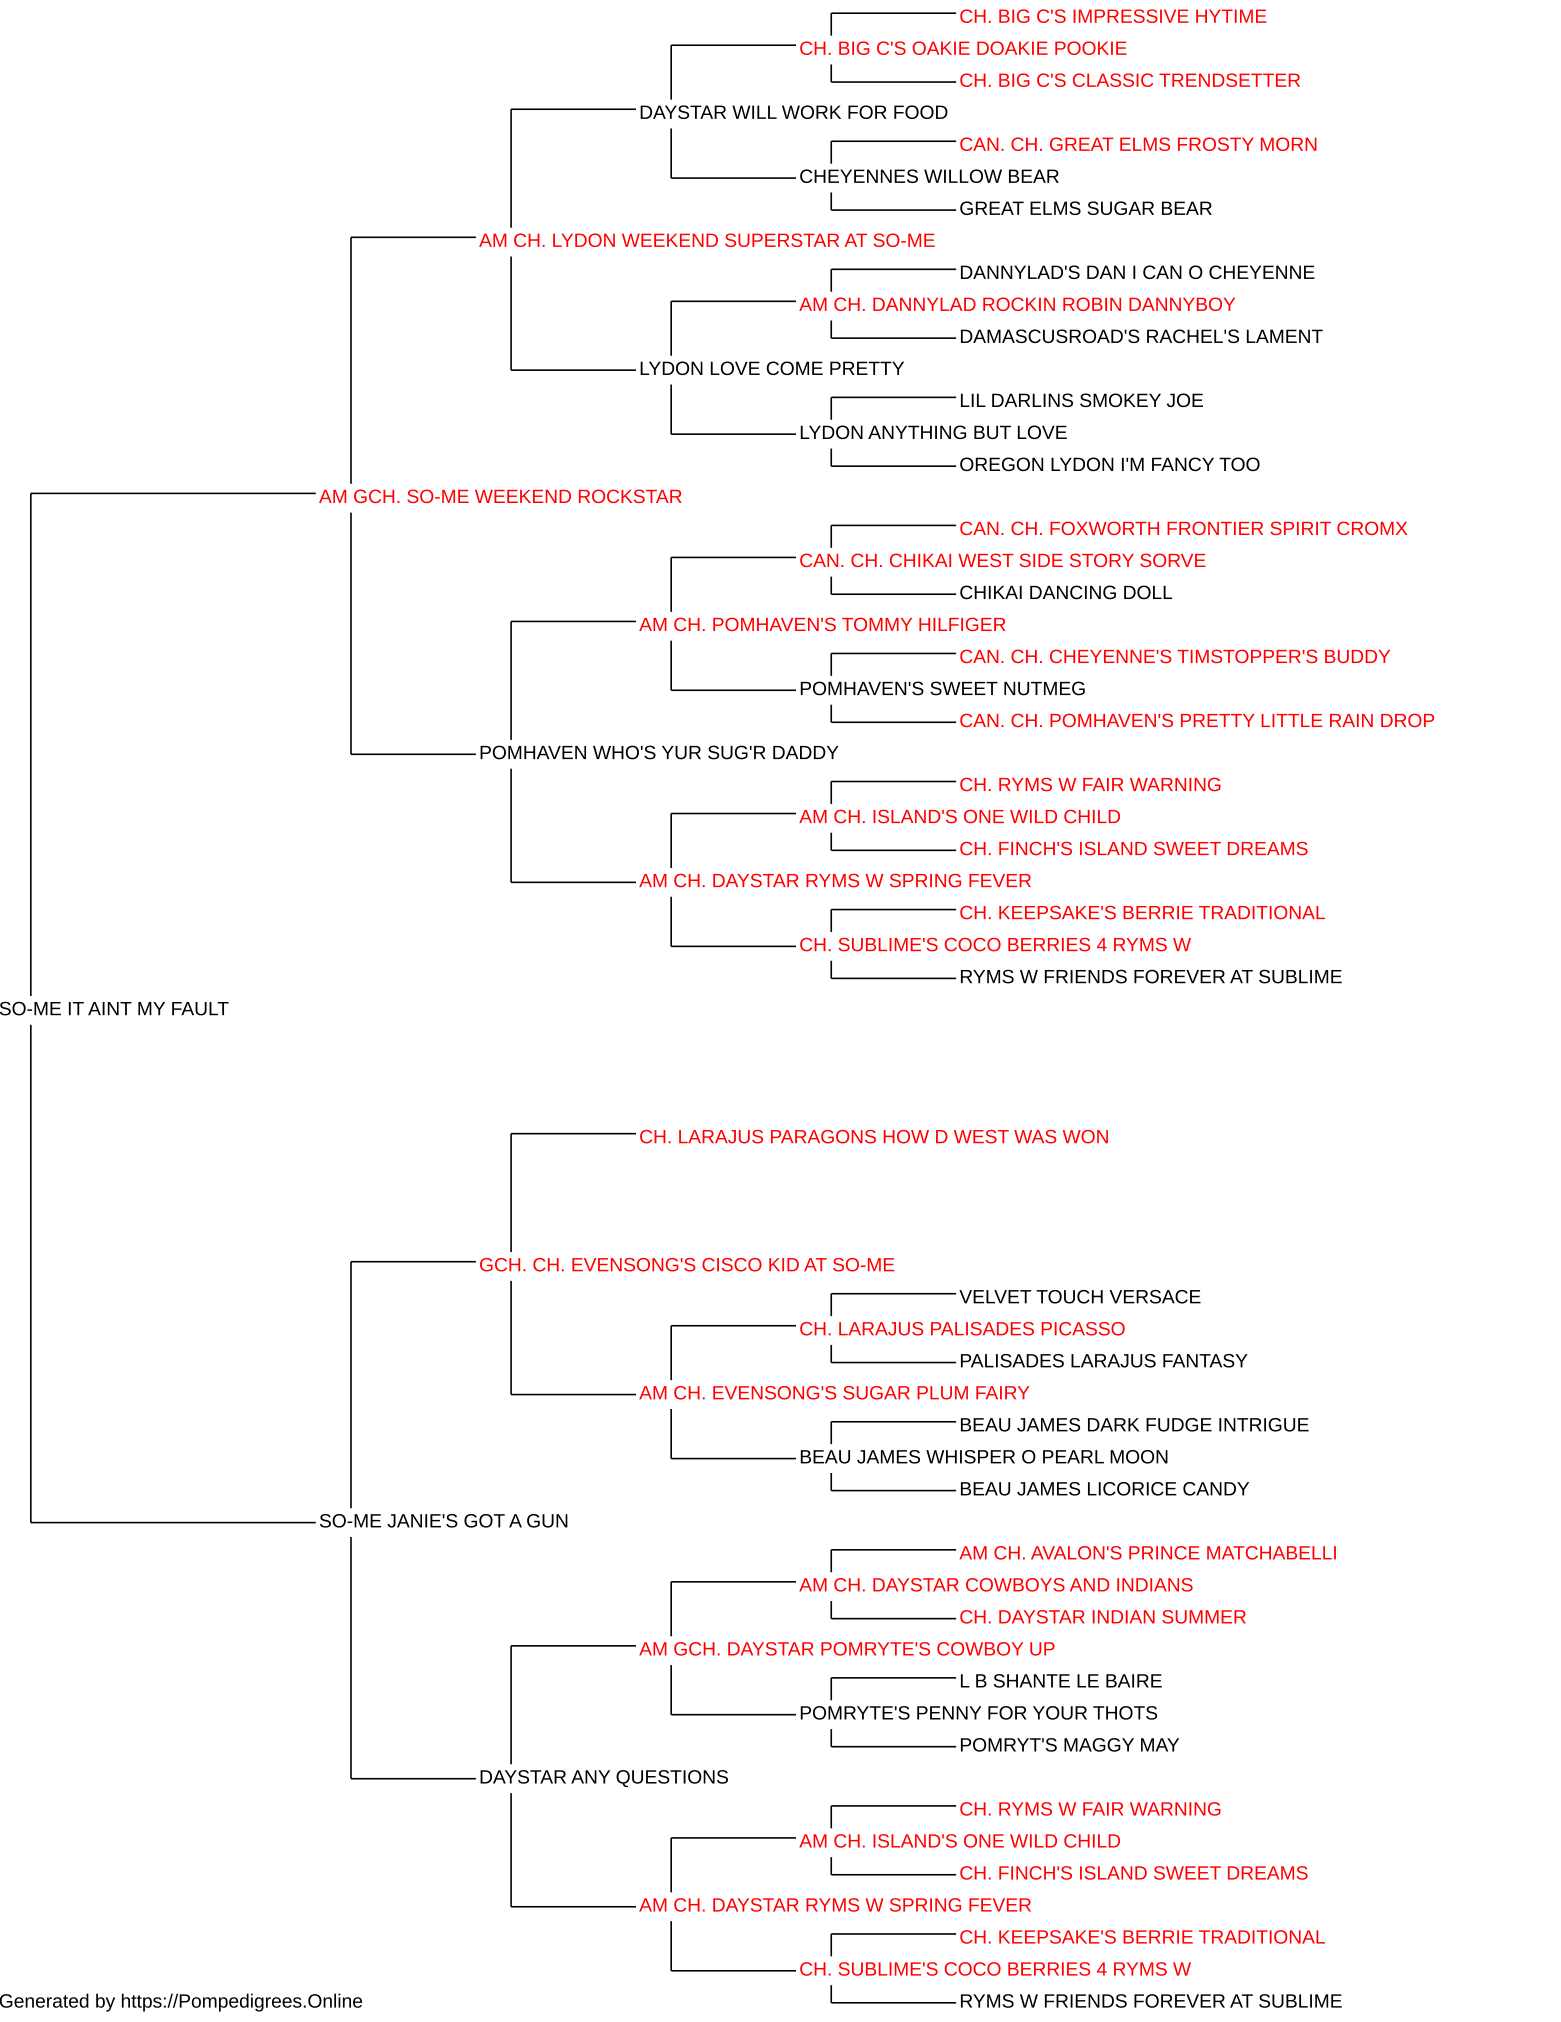 CH. BIG C'S IMPRESSIVE HYTIME
CH. BIG C'S OAKIE DOAKIE POOKIE
CH. BIG C'S CLASSIC TRENDSETTER
DAYSTAR WILL WORK FOR FOOD
CAN. CH. GREAT ELMS FROSTY MORN
CHEYENNES WILLOW BEAR
GREAT ELMS SUGAR BEAR
AM CH. LYDON WEEKEND SUPERSTAR AT SO-ME
DANNYLAD'S DAN I CAN O CHEYENNE
AM CH. DANNYLAD ROCKIN ROBIN DANNYBOY
DAMASCUSROAD'S RACHEL'S LAMENT
LYDON LOVE COME PRETTY
LIL DARLINS SMOKEY JOE
LYDON ANYTHING BUT LOVE
OREGON LYDON I'M FANCY TOO
AM GCH. SO-ME WEEKEND ROCKSTAR
CAN. CH. FOXWORTH FRONTIER SPIRIT CROMX
CAN. CH. CHIKAI WEST SIDE STORY SORVE
CHIKAI DANCING DOLL
AM CH. POMHAVEN'S TOMMY HILFIGER
CAN. CH. CHEYENNE'S TIMSTOPPER'S BUDDY
POMHAVEN'S SWEET NUTMEG
CAN. CH. POMHAVEN'S PRETTY LITTLE RAIN DROP
POMHAVEN WHO'S YUR SUG'R DADDY
CH. RYMS W FAIR WARNING
AM CH. ISLAND'S ONE WILD CHILD
CH. FINCH'S ISLAND SWEET DREAMS
AM CH. DAYSTAR RYMS W SPRING FEVER
CH. KEEPSAKE'S BERRIE TRADITIONAL
CH. SUBLIME'S COCO BERRIES 4 RYMS W
RYMS W FRIENDS FOREVER AT SUBLIME
SO-ME IT AINT MY FAULT
CH. LARAJUS PARAGONS HOW D WEST WAS WON
GCH. CH. EVENSONG'S CISCO KID AT SO-ME
VELVET TOUCH VERSACE
CH. LARAJUS PALISADES PICASSO
PALISADES LARAJUS FANTASY
AM CH. EVENSONG'S SUGAR PLUM FAIRY
BEAU JAMES DARK FUDGE INTRIGUE
BEAU JAMES WHISPER O PEARL MOON
BEAU JAMES LICORICE CANDY
SO-ME JANIE'S GOT A GUN
AM CH. AVALON'S PRINCE MATCHABELLI
AM CH. DAYSTAR COWBOYS AND INDIANS
CH. DAYSTAR INDIAN SUMMER
AM GCH. DAYSTAR POMRYTE'S COWBOY UP
L B SHANTE LE BAIRE
POMRYTE'S PENNY FOR YOUR THOTS
POMRYT'S MAGGY MAY
DAYSTAR ANY QUESTIONS
CH. RYMS W FAIR WARNING
AM CH. ISLAND'S ONE WILD CHILD
CH. FINCH'S ISLAND SWEET DREAMS
AM CH. DAYSTAR RYMS W SPRING FEVER
CH. KEEPSAKE'S BERRIE TRADITIONAL
CH. SUBLIME'S COCO BERRIES 4 RYMS W
RYMS W FRIENDS FOREVER AT SUBLIME
Generated by https://Pompedigrees.Online